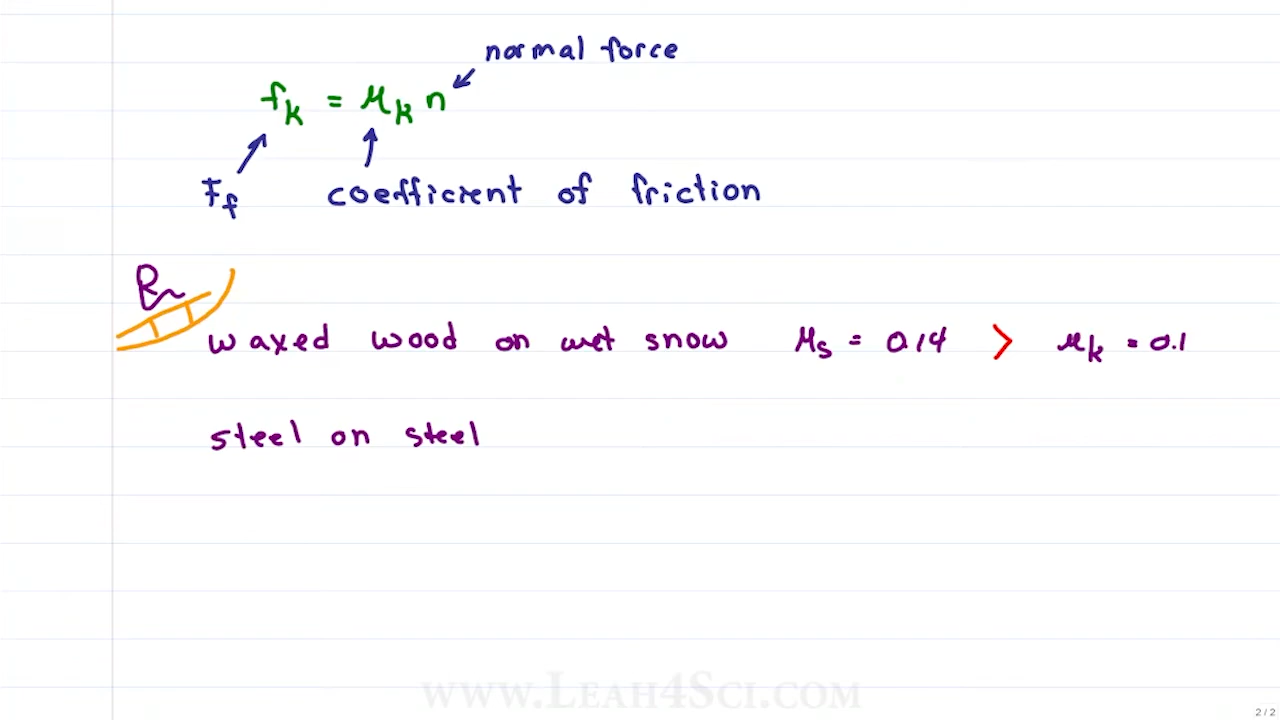 normal force
fₖ = μₖ n
F_f coefficient of friction
waxed wood on wet snow μₛ = 0.14 > μₖ = 0.1
steel on steel
www.Leah4Sci.com
2 / 2